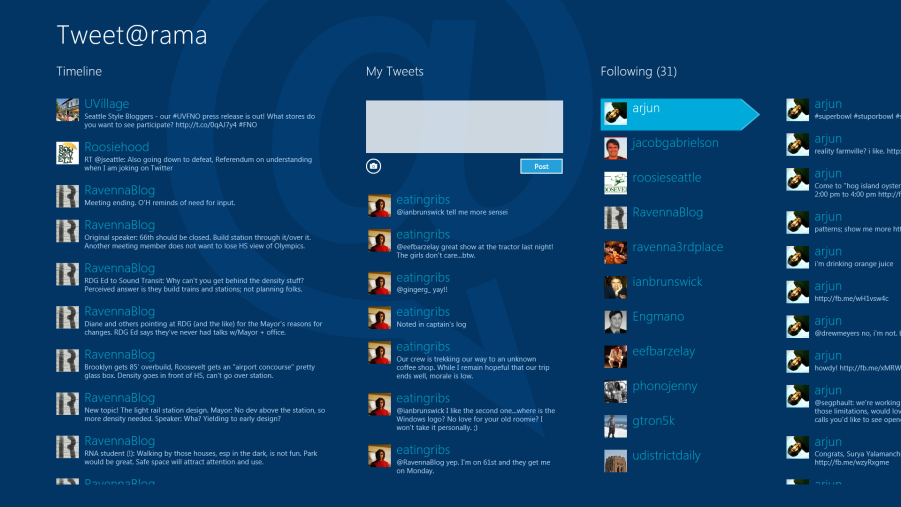 Tweet@rama
Timeline
UVillage
Seattle Style Bloggers - our #UVFNO press release is out! What stores do
you want to see participate? http://t.co/0qAJ7y4 #FNO
Roosiehood
RT @jseattle: Also going down to defeat, Referendum on understanding
when I am joking on Twitter
RavennaBlog
Meeting ending. O'H reminds of need for input.
RavennaBlog
Original speaker: 66th should be closed. Build station through it/over it.
Another meeting member does not want to lose HS view of Olympics.
RavennaBlog
RDG Ed to Sound Transit: Why can't you get behind the density stuff?
Perceived answer is they build trains and stations; not planning folks.
RavennaBlog
Diane and others pointing at RDG (and the like) for the Mayor's reasons for
changes. RDG Ed says they've never had talks w/Mayor + office.
RavennaBlog
Brooklyn gets 85' overbuild, Roosevelt gets an "airport concourse" pretty
glass box. Density goes in front of HS, can't go over station.
RavennaBlog
New topic! The light rail station design. Mayor: No dev above the station, so
more density needed. Speaker: Wha? Yielding to early design?
RavennaBlog
RNA student (!): Walking by those houses, esp in the dark, is not fun. Park
would be great. Safe space will attract attention and use.
RavennaBlog
My Tweets
Post
eatingribs
@ianbrunswick tell me more sensei
eatingribs
@eefbarzelay great show at the tractor last night!
The girls don't care...btw.
eatingribs
@gingerg_ yay!!
eatingribs
Noted in captain's log
eatingribs
Our crew is trekking our way to an unknown
coffee shop. While I remain hopeful that our trip
ends well, morale is low.
eatingribs
@ianbrunswick I like the second one...where is the
Windows logo? No love for your old roomie? I
won't take it personally. ;)
eatingribs
@RavennaBlog yep. I'm on 61st and they get me
on Monday.
Following (31)
arjun
jacobgabrielson
roosieseattle
RavennaBlog
ravenna3rdplace
ianbrunswick
Engmano
eefbarzelay
phonojenny
gtron5k
udistrictdaily
arjun
#superbowl #stuporbowl
arjun
reality farmville? i like.
arjun
Come to "hog island oyster
2:00 pm to 4:00 pm
arjun
patterns; show me more
arjun
i'm drinking orange juice
arjun
http://fb.me/wH1vsw4c
arjun
@drewmeyers no, i'm not.
arjun
howdy! http://fb.me/xMRW
arjun
@segphault: we're working
those limitations, would
calls you'd like to see
arjun
Congrats, Surya
http://fb.me/wzyRxgme
arjun